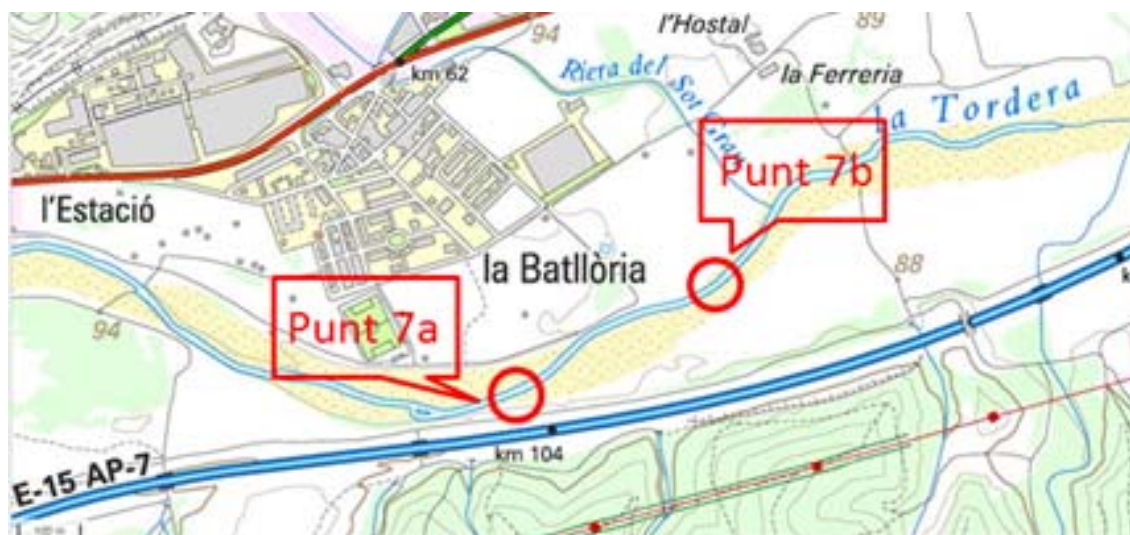 94
km 62
l'Hostal
89
la Ferreria
Riera del Sot Gran
la Tordera
Punt 7b
l'Estació
la Batllòria
88
94
Punt 7a
km 104
E-15 AP-7